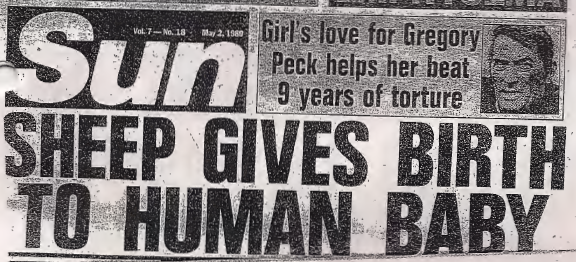 Sun
Vol. 7 — No. 18 May 2, 1989
Girl's love for Gregory
Peck helps her beat
9 years of torture
SHEEP GIVES BIRTH
TO HUMAN BABY